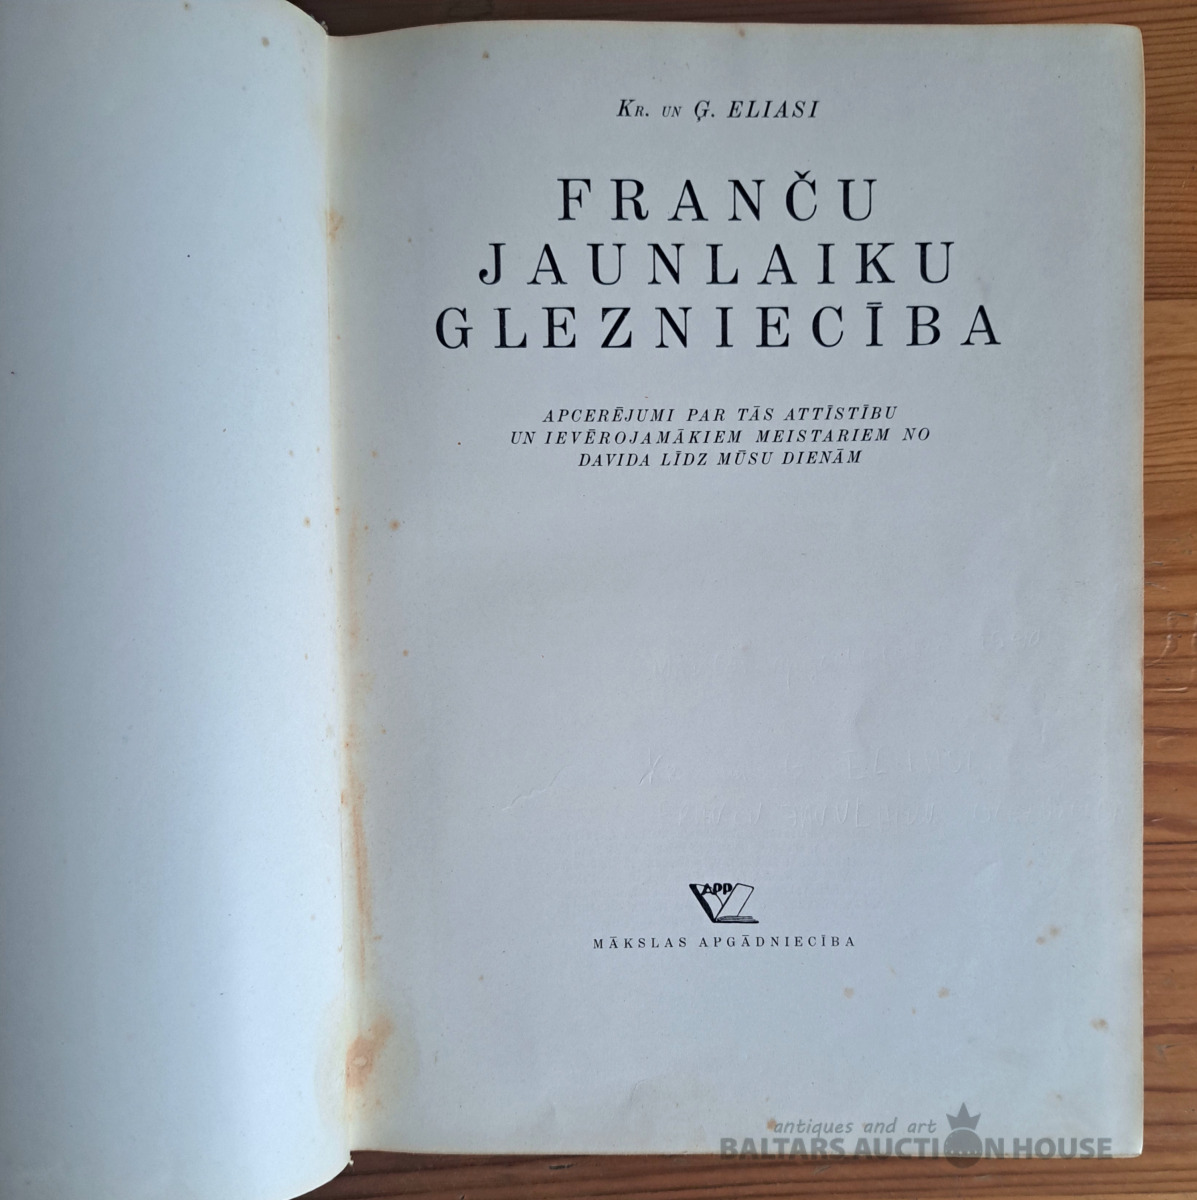 Kr. un Ģ. ELIASI
FRANČU
JAUNLAIKU
GLEZNIECĪBA
APCERĒJUMI PAR TĀS ATTĪSTĪBU
UN IEVĒROJAMĀKIEM MEISTARIEM NO
DAVIDA LĪDZ MŪSU DIENĀM
APP
MĀKSLAS APGĀDNIECĪBA
antiques and art
BALTARS AUCTION HOUSE